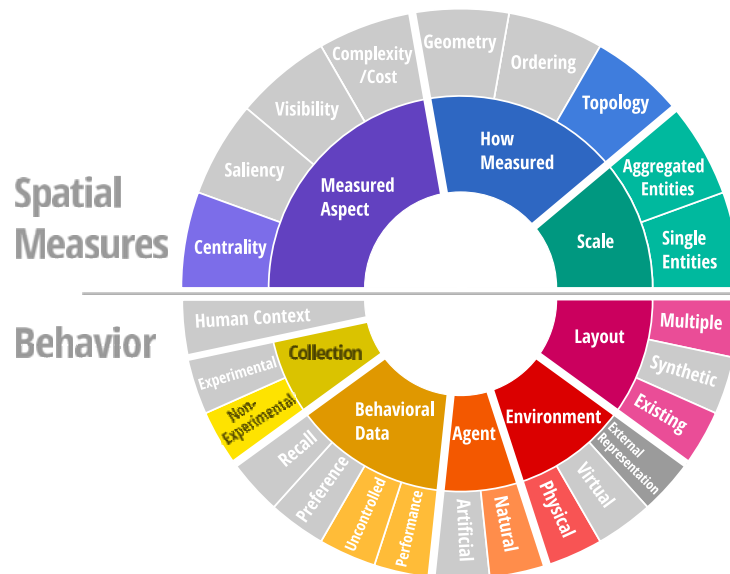 Spatial
Measures
Complexity
/Cost
Geometry
Ordering
Topology
Visibility
Saliency
Centrality
Measured
Aspect
How
Measured
Scale
Aggregated
Entities
Single
Entities
Behavior
Human Context
Collection
Experimental
Non-
Experimental
Behavioral
Data
Recall
Preference
Uncontrolled
Performance
Agent
Artificial
Natural
Environment
Physical
Virtual
External
Representation
Layout
Multiple
Synthetic
Existing